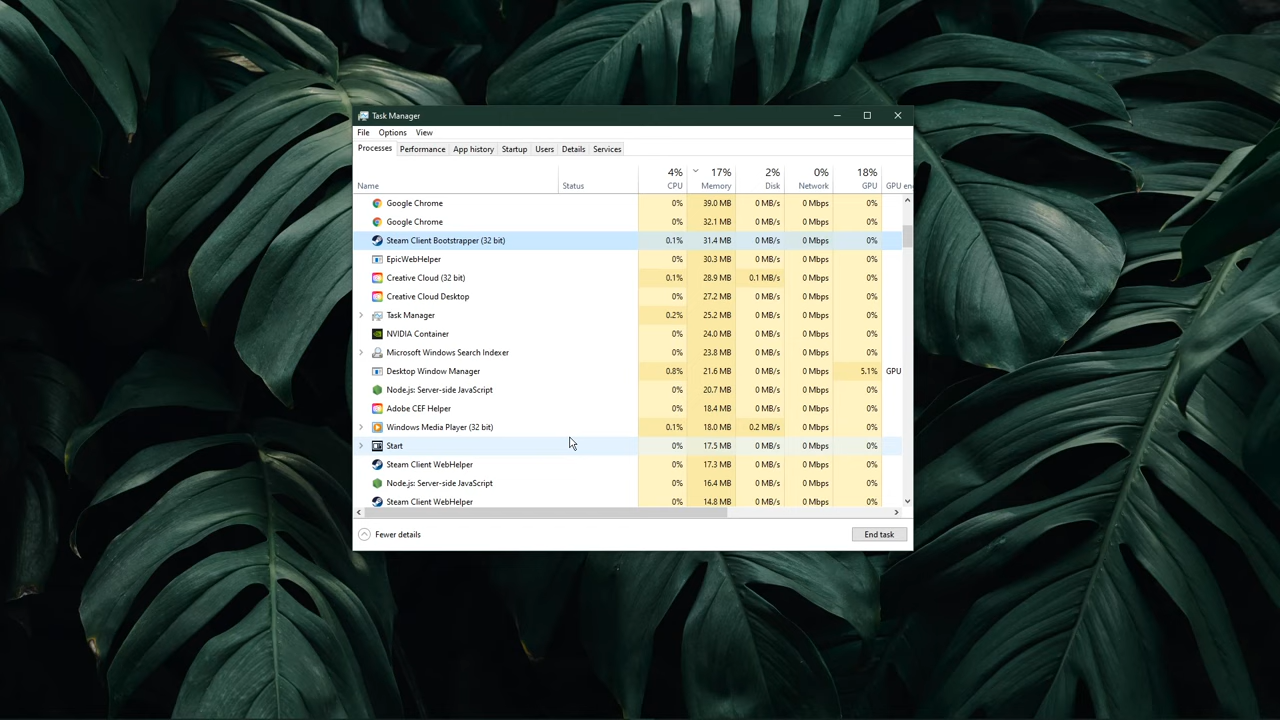 Task Manager
File Options View
Processes Performance App history Startup Users Details Services
4% 17% 2% 0% 18%
Name Status CPU Memory Disk Network GPU GPU en
Google Chrome 0% 39.0 MB 0 MB/s 0 Mbps 0%
Google Chrome 0% 32.1 MB 0 MB/s 0 Mbps 0%
Steam Client Bootstrapper (32 bit) 0.1% 31.4 MB 0 MB/s 0 Mbps 0%
EpicWebHelper 0% 30.3 MB 0 MB/s 0 Mbps 0%
Creative Cloud (32 bit) 0.1% 28.9 MB 0.1 MB/s 0 Mbps 0%
Creative Cloud Desktop 0% 27.2 MB 0 MB/s 0 Mbps 0%
Task Manager 0.2% 25.2 MB 0 MB/s 0 Mbps 0%
NVIDIA Container 0% 24.0 MB 0 MB/s 0 Mbps 0%
Microsoft Windows Search Indexer 0% 23.8 MB 0 MB/s 0 Mbps 0%
Desktop Window Manager 0.8% 21.6 MB 0 MB/s 0 Mbps 5.1% GPU
Node.js: Server-side JavaScript 0% 20.7 MB 0 MB/s 0 Mbps 0%
Adobe CEF Helper 0% 18.4 MB 0 MB/s 0 Mbps 0%
Windows Media Player (32 bit) 0.1% 18.0 MB 0.2 MB/s 0 Mbps 0%
Start 0% 17.5 MB 0 MB/s 0 Mbps 0%
Steam Client WebHelper 0% 17.3 MB 0 MB/s 0 Mbps 0%
Node.js: Server-side JavaScript 0% 16.4 MB 0 MB/s 0 Mbps 0%
Steam Client WebHelper 0% 14.8 MB 0 MB/s 0 Mbps 0%
Fewer details End task